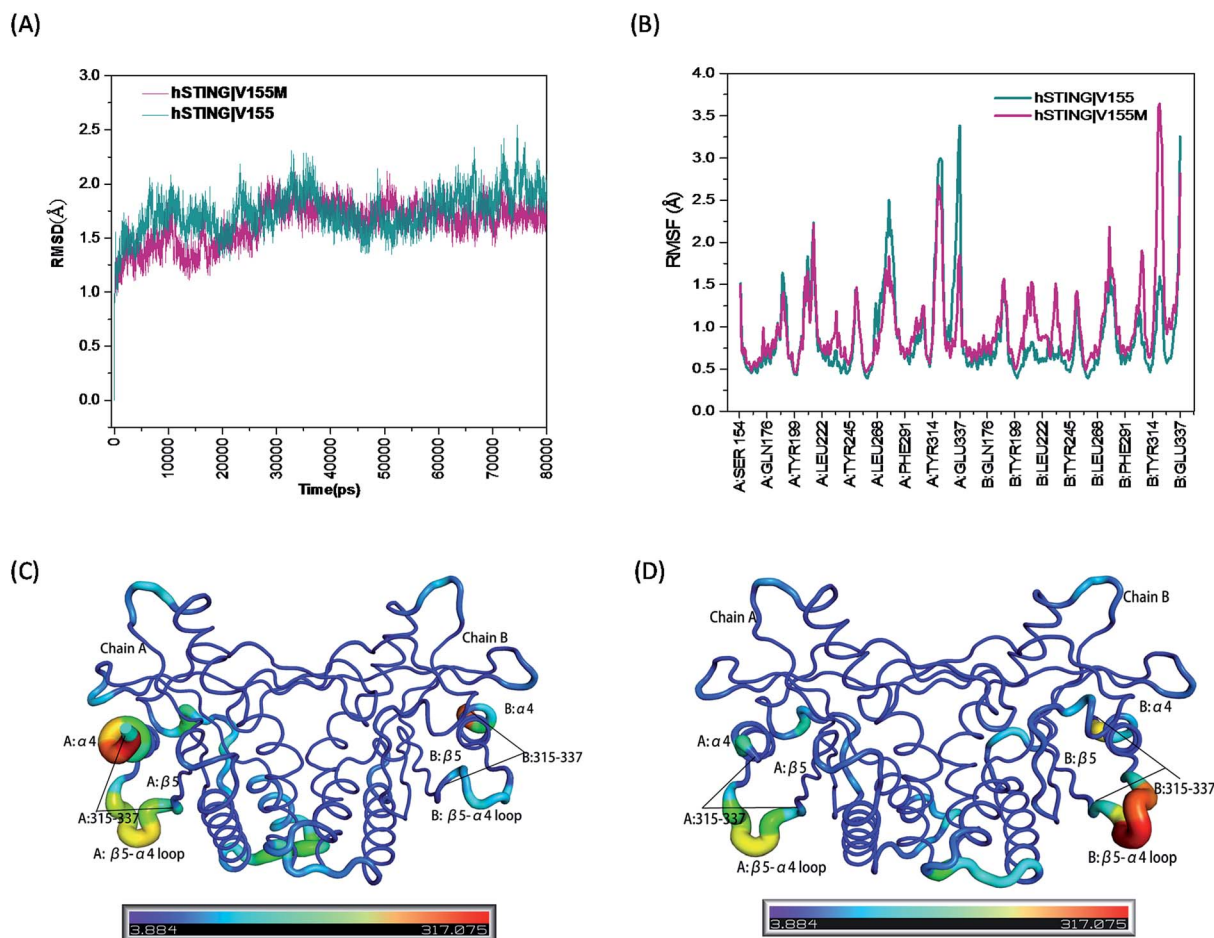 (A)
(B)
RMSD(Å)
3.0
2.5
2.0
1.5
1.0
0.5
0.0
hSTING|V155M
hSTING|V155
0
10000
20000
30000
40000
50000
60000
70000
80000
Time(ps)
RMSF (Å)
4.0
3.5
3.0
2.5
2.0
1.5
1.0
0.5
0.0
hSTING|V155
hSTING|V155M
A:SER 154
A:GLN176
A:TYR199
A:LEU222
A:TYR245
A:LEU268
A:PHE291
A:TYR314
A:GLU337
B:GLN176
B:TYR199
B:LEU222
B:TYR245
B:LEU268
B:PHE291
B:TYR314
B:GLU337
(C)
Chain A
Chain B
A:α4
B:α4
A:β5
B:β5
B:315-337
A:315-337
B: β5-α4 loop
A: β5-α4 loop
3.884
317.075
(D)
Chain A
Chain B
A:α4
B:α4
A:β5
B:β5
B:315-337
A:315-337
A:β5-α4 loop
B:β5-α4 loop
3.884
317.075